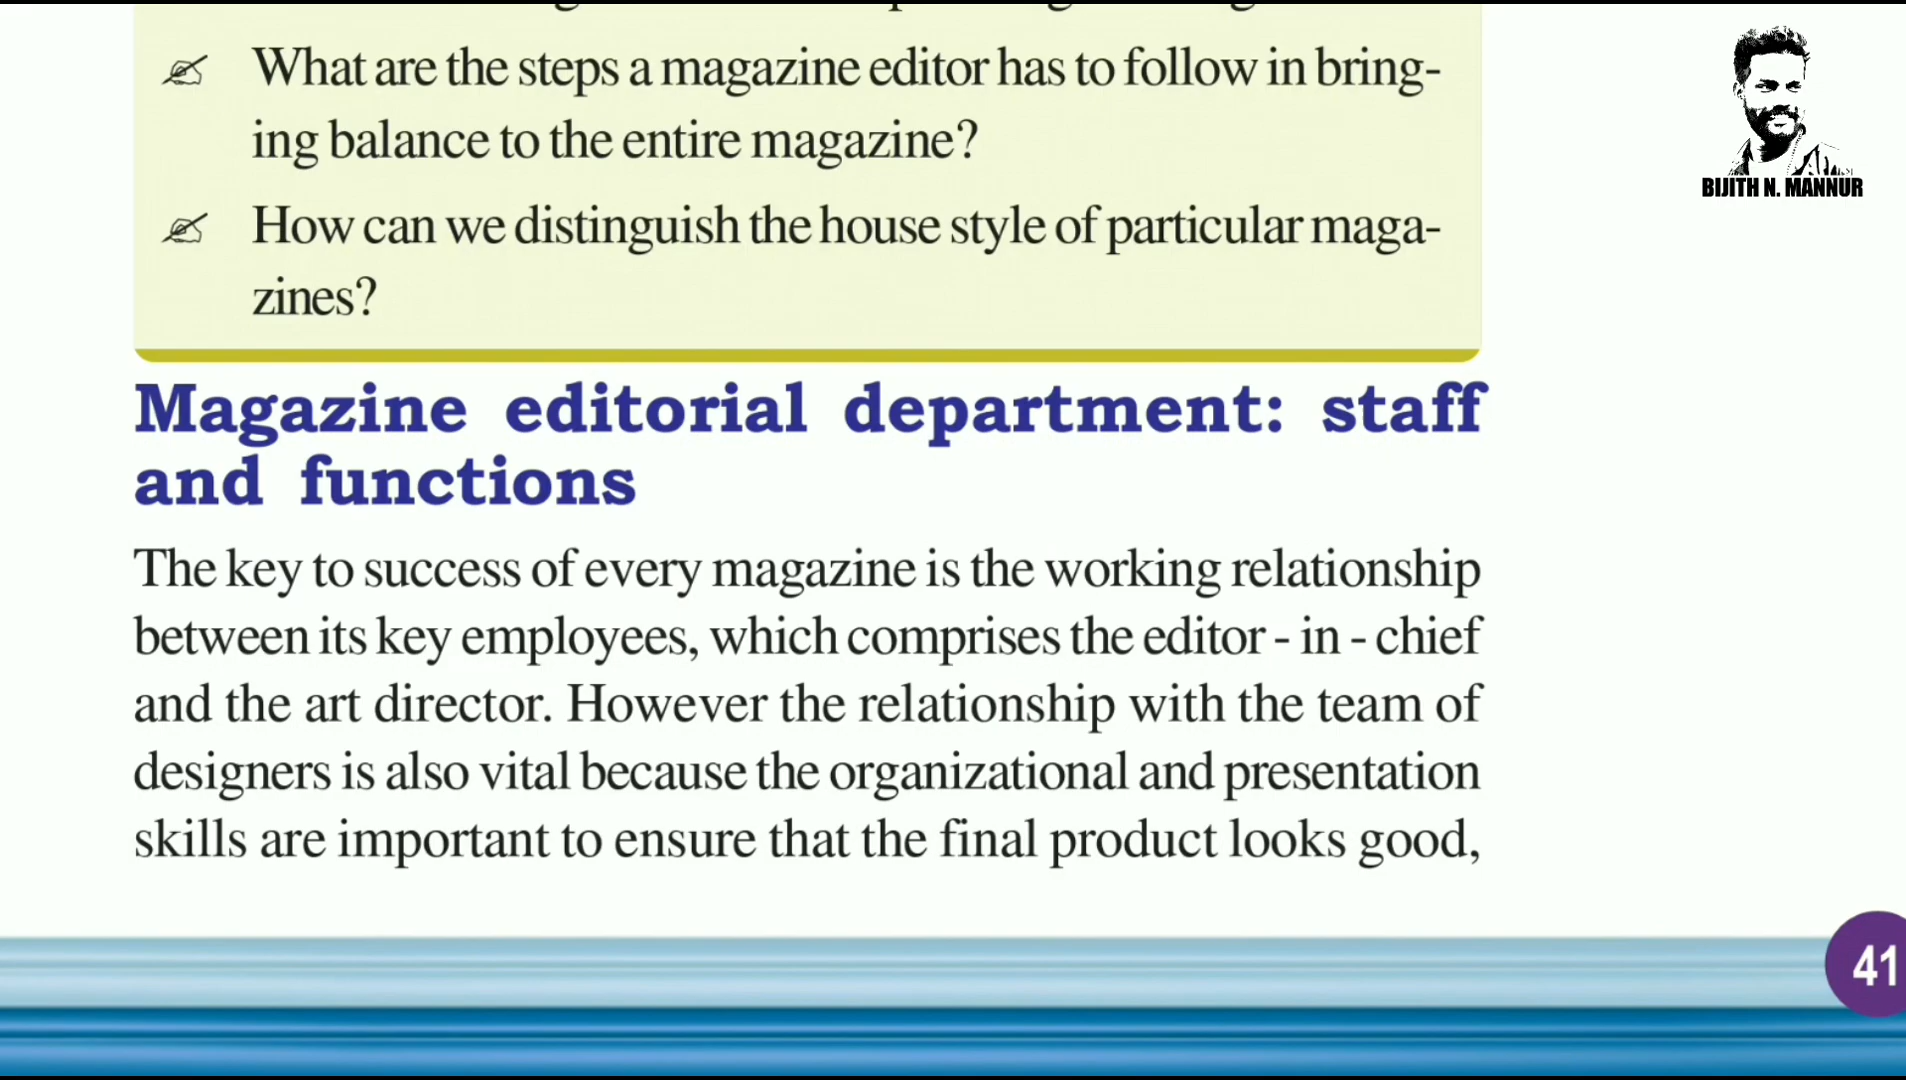 What are the steps a magazine editor has to follow in bring-
ing balance to the entire magazine?
How can we distinguish the house style of particular maga-
zines?
BIJITH N. MANNUR
Magazine editorial department: staff
and functions
The key to success of every magazine is the working relationship
between its key employees, which comprises the editor - in - chief
and the art director. However the relationship with the team of
designers is also vital because the organizational and presentation
skills are important to ensure that the final product looks good,
41